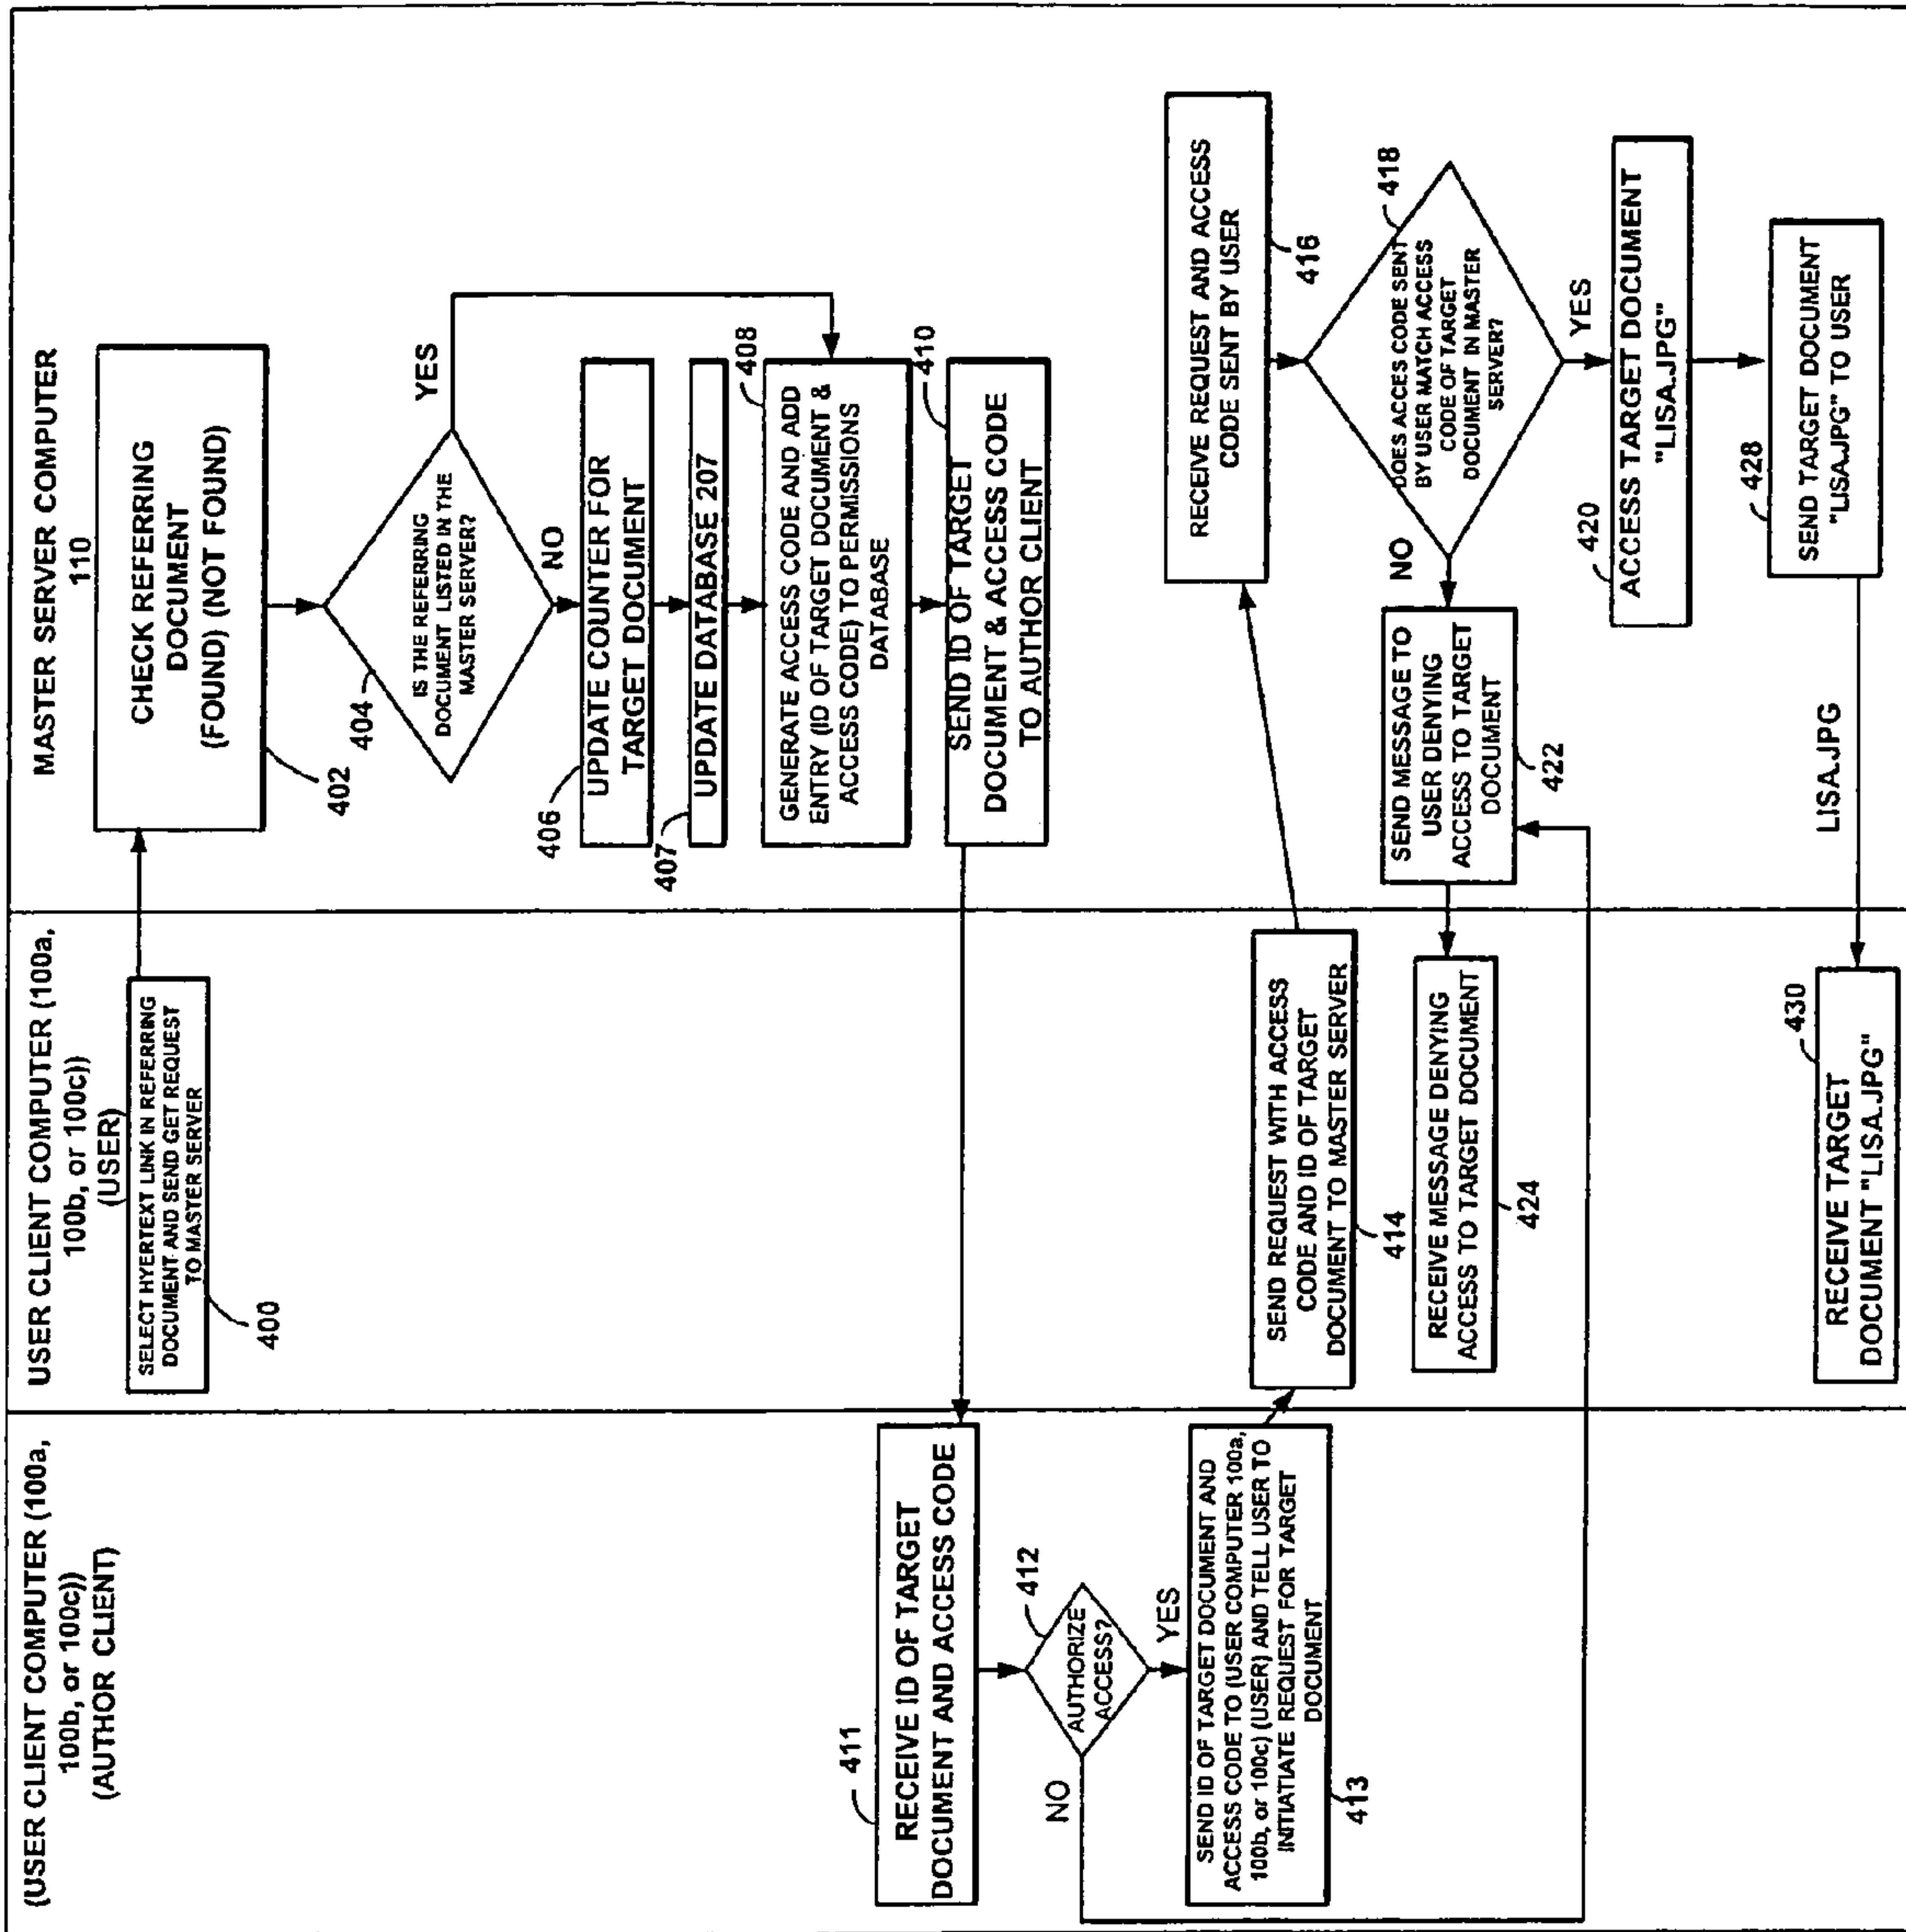 (USER CLIENT COMPUTER (100a,
100b, or 100c))
(AUTHOR CLIENT)
USER CLIENT COMPUTER (100a,
100b, or 100c))
(USER)
MASTER SERVER COMPUTER
110
SELECT HYERTEXT LINK IN REFERRING
DOCUMENT AND SEND GET REQUEST
TO MASTER SERVER
400
CHECK REFERRING
DOCUMENT
(FOUND) (NOT FOUND)
402
404
IS THE REFERRING
DOCUMENT LISTED IN THE
MASTER SERVER?
YES
NO
406
UPDATE COUNTER FOR
TARGET DOCUMENT
407
UPDATE DATABASE 207
408
GENERATE ACCESS CODE AND ADD
ENTRY (ID OF TARGET DOCUMENT &
ACCESS CODE) TO PERMISSIONS
DATABASE
410
SEND ID OF TARGET
DOCUMENT & ACCESS CODE
TO AUTHOR CLIENT
411
RECEIVE ID OF TARGET
DOCUMENT AND ACCESS CODE
412
AUTHORIZE
ACCESS?
NO
YES
SEND ID OF TARGET DOCUMENT AND
ACCESS CODE TO (USER COMPUTER 100a,
100b, or 100c) (USER) AND TELL USER TO
INITIATE REQUEST FOR TARGET
DOCUMENT
413
SEND REQUEST WITH ACCESS
CODE AND ID OF TARGET
DOCUMENT TO MASTER SERVER
414
RECEIVE REQUEST AND ACCESS
CODE SENT BY USER
416
418
DOES ACCES CODE SENT
BY USER MATCH ACCESS
CODE OF TARGET
DOCUMENT IN MASTER
SERVER?
NO
YES
SEND MESSAGE TO
USER DENYING
ACCESS TO TARGET
DOCUMENT
422
RECEIVE MESSAGE DENYING
ACCESS TO TARGET DOCUMENT
424
420
ACCESS TARGET DOCUMENT
"LISA.JPG"
428
SEND TARGET DOCUMENT
"LISA.JPG" TO USER
LISA.JPG
430
RECEIVE TARGET
DOCUMENT "LISA.JPG"